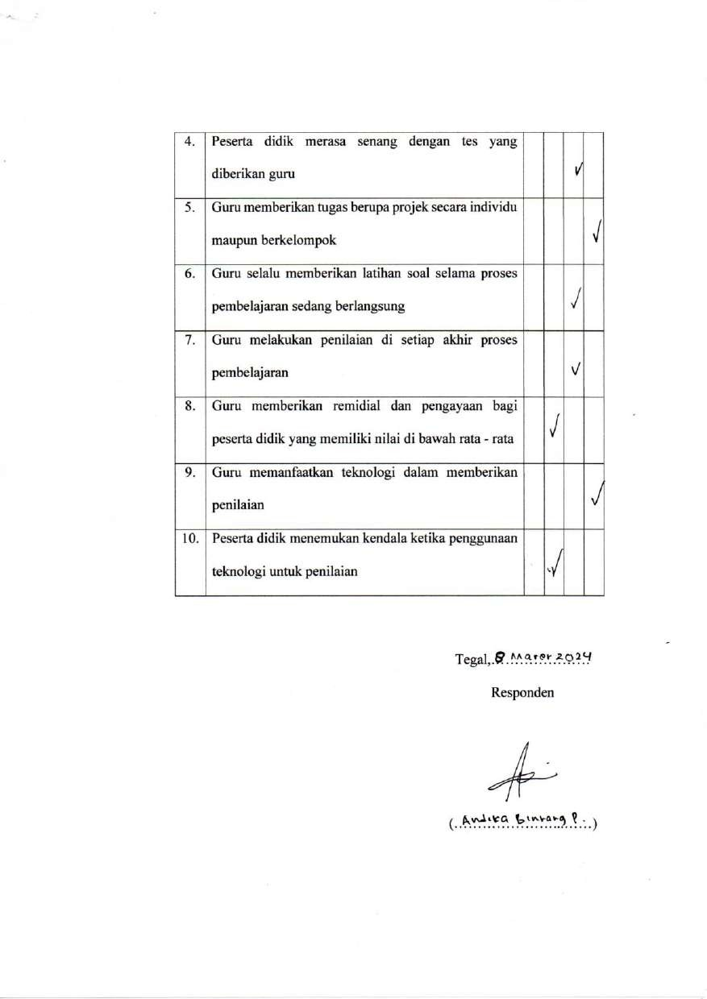 4. Peserta didik merasa senang dengan tes yang
diberikan guru ✓
5. Guru memberikan tugas berupa projek secara individu
maupun berkelompok ✓
6. Guru selalu memberikan latihan soal selama proses
pembelajaran sedang berlangsung ✓
7. Guru melakukan penilaian di setiap akhir proses
pembelajaran ✓
8. Guru memberikan remidial dan pengayaan bagi
peserta didik yang memiliki nilai di bawah rata - rata ✓
9. Guru memanfaatkan teknologi dalam memberikan
penilaian ✓
10. Peserta didik menemukan kendala ketika penggunaan
teknologi untuk penilaian ✓
Tegal, 8 Maret 2024
Responden
(Andika Bintang P.)